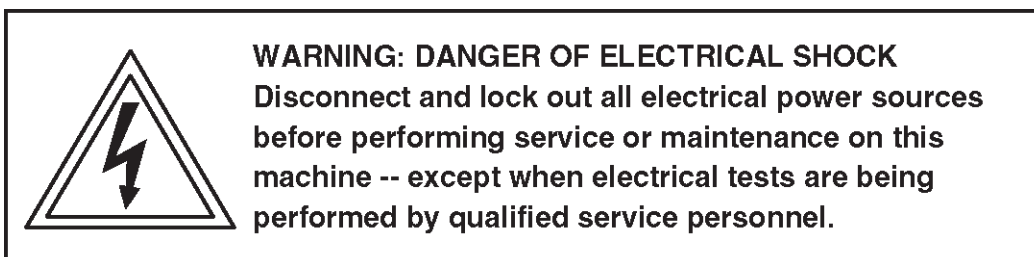 WARNING: DANGER OF ELECTRICAL SHOCK
Disconnect and lock out all electrical power sources
before performing service or maintenance on this
machine -- except when electrical tests are being
performed by qualified service personnel.